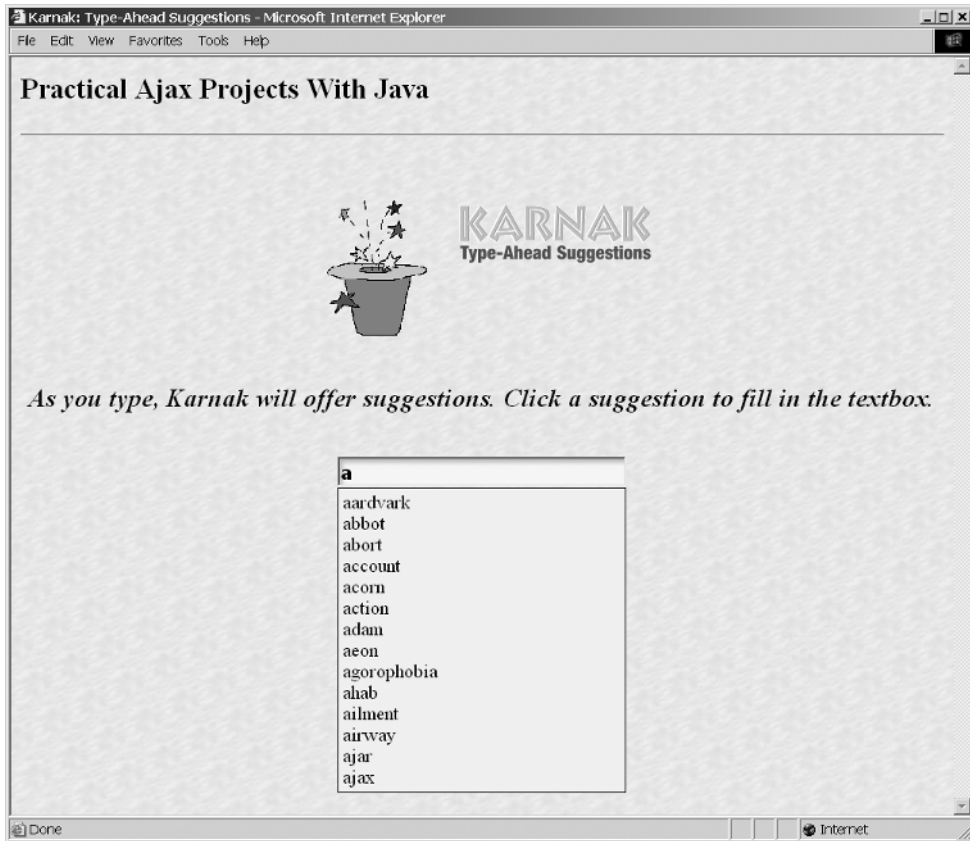 Karnak: Type-Ahead Suggestions - Microsoft Internet Explorer
File Edit View Favorites Tools Help
Practical Ajax Projects With Java
KARNAK
Type-Ahead Suggestions
As you type, Karnak will offer suggestions. Click a suggestion to fill in the textbox.
a
aardvark
abbot
abort
account
acorn
action
adam
aeon
agorophobia
ahab
ailment
airway
ajar
ajax
Done
Internet